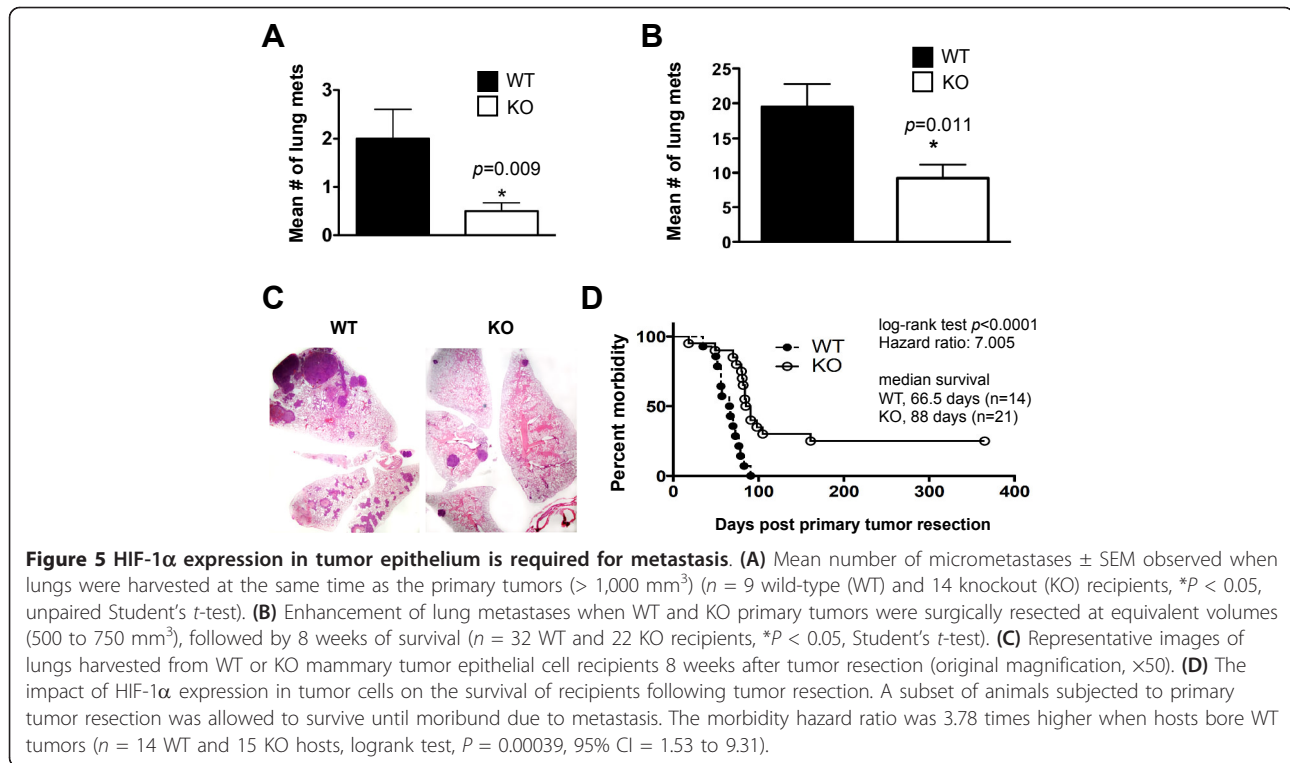 A
WT
KO
Mean # of lung mets
3
2
1
0
p=0.009
*
B
WT
KO
Mean # of lung mets
25
20
15
10
5
0
p=0.011
*
C
WT
KO
D
log-rank test p<0.0001
Hazard ratio: 7.005
WT
KO
median survival
WT, 66.5 days (n=14)
KO, 88 days (n=21)
Percent morbidity
100
50
0
0
100
200
300
400
Days post primary tumor resection
Figure 5 HIF-1α expression in tumor epithelium is required for metastasis. (A) Mean number of micrometastases ± SEM observed when
lungs were harvested at the same time as the primary tumors (> 1,000 mm³) (n = 9 wild-type (WT) and 14 knockout (KO) recipients, *P < 0.05,
unpaired Student's t-test). (B) Enhancement of lung metastases when WT and KO primary tumors were surgically resected at equivalent volumes
(500 to 750 mm³), followed by 8 weeks of survival (n = 32 WT and 22 KO recipients, *P < 0.05, Student's t-test). (C) Representative images of
lungs harvested from WT or KO mammary tumor epithelial cell recipients 8 weeks after tumor resection (original magnification, ×50). (D) The
impact of HIF-1α expression in tumor cells on the survival of recipients following tumor resection. A subset of animals subjected to primary
tumor resection was allowed to survive until moribund due to metastasis. The morbidity hazard ratio was 3.78 times higher when hosts bore WT
tumors (n = 14 WT and 15 KO hosts, logrank test, P = 0.00039, 95% CI = 1.53 to 9.31).